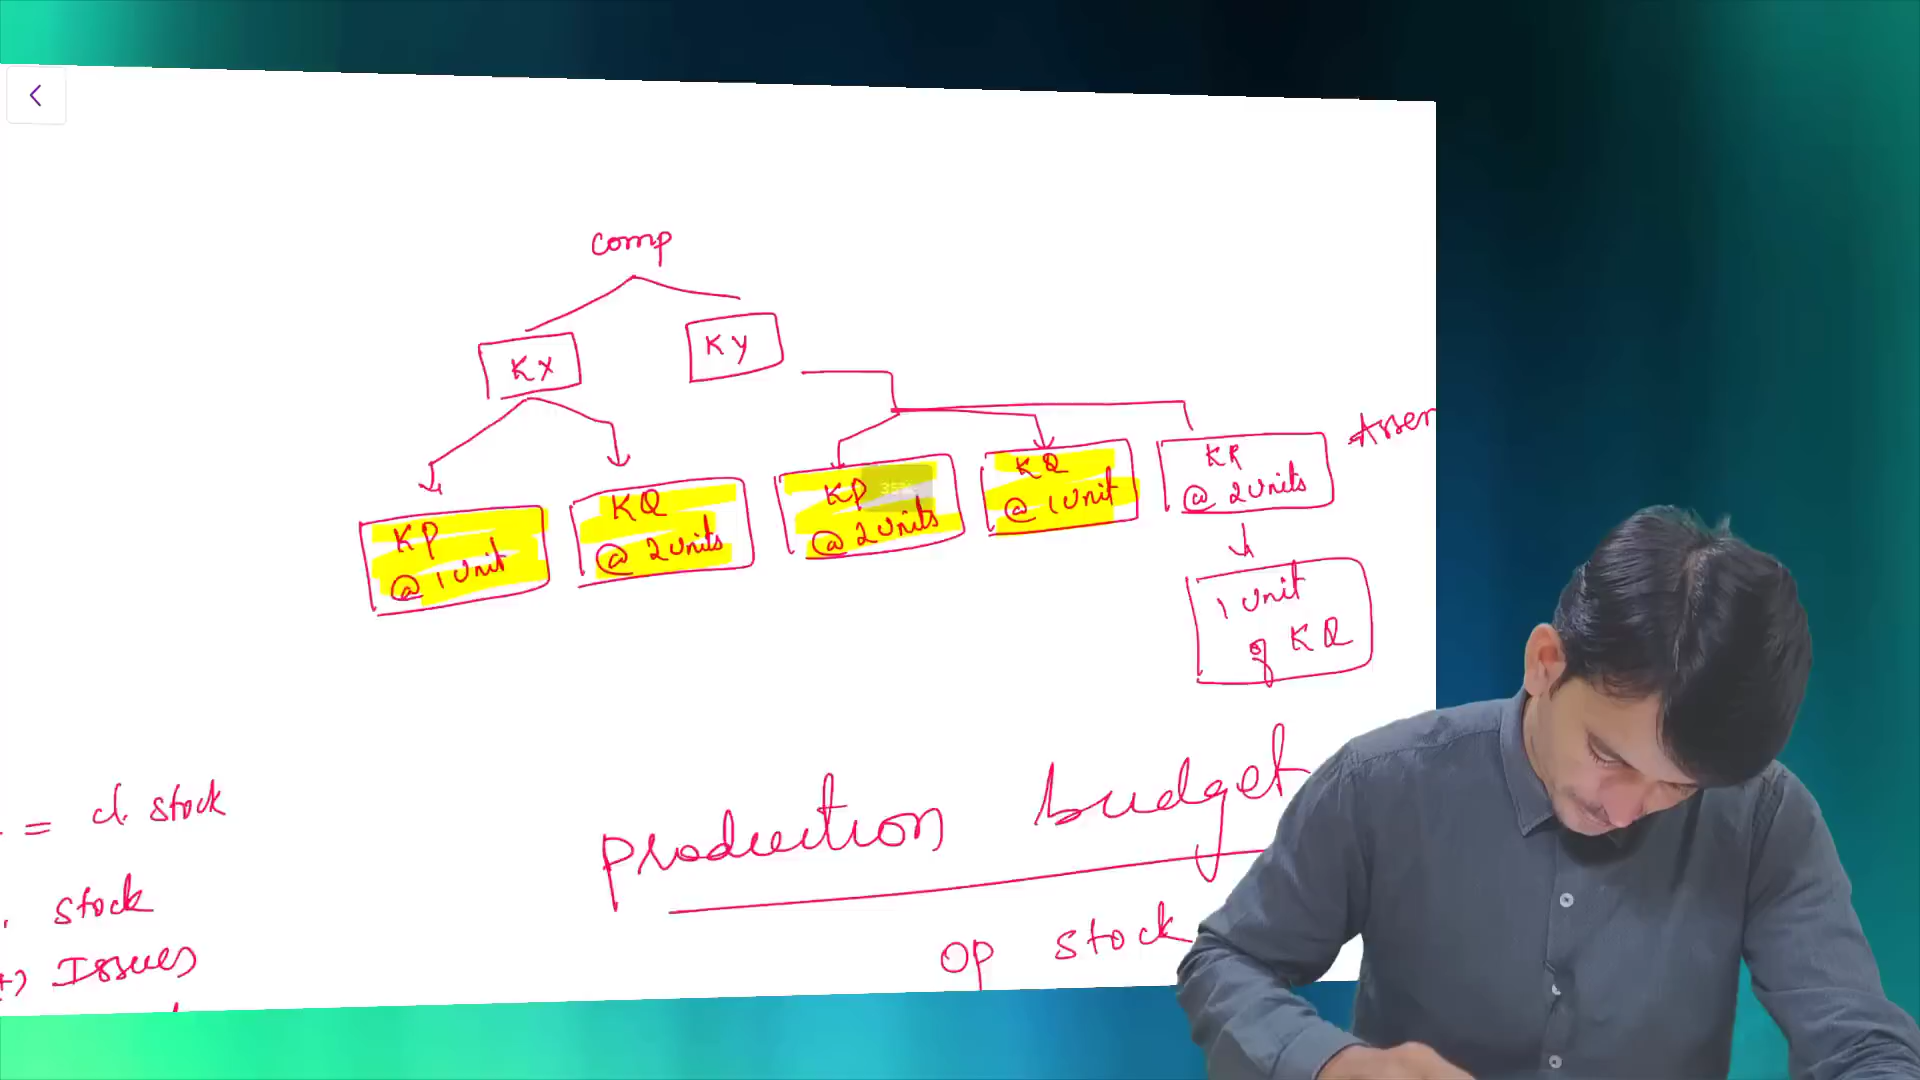 Comp
KX
KY
KP
@ 1 Unit
KQ
@ 2 Units
KP
@ 2 Units
KQ
@ 1 Unit
KR
@ 2 Units
1 Unit
of KQ
= cl. stock
stock
(+) Issues
production budget
op stock